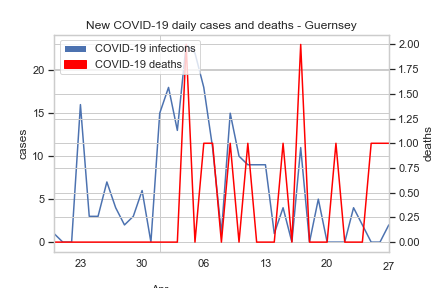 New COVID-19 daily cases and deaths - Guernsey
COVID-19 infections
COVID-19 deaths
cases
20
15
10
5
0
deaths
2.00
1.75
1.50
1.25
1.00
0.75
0.50
0.25
0.00
23 30 06 13 20 27